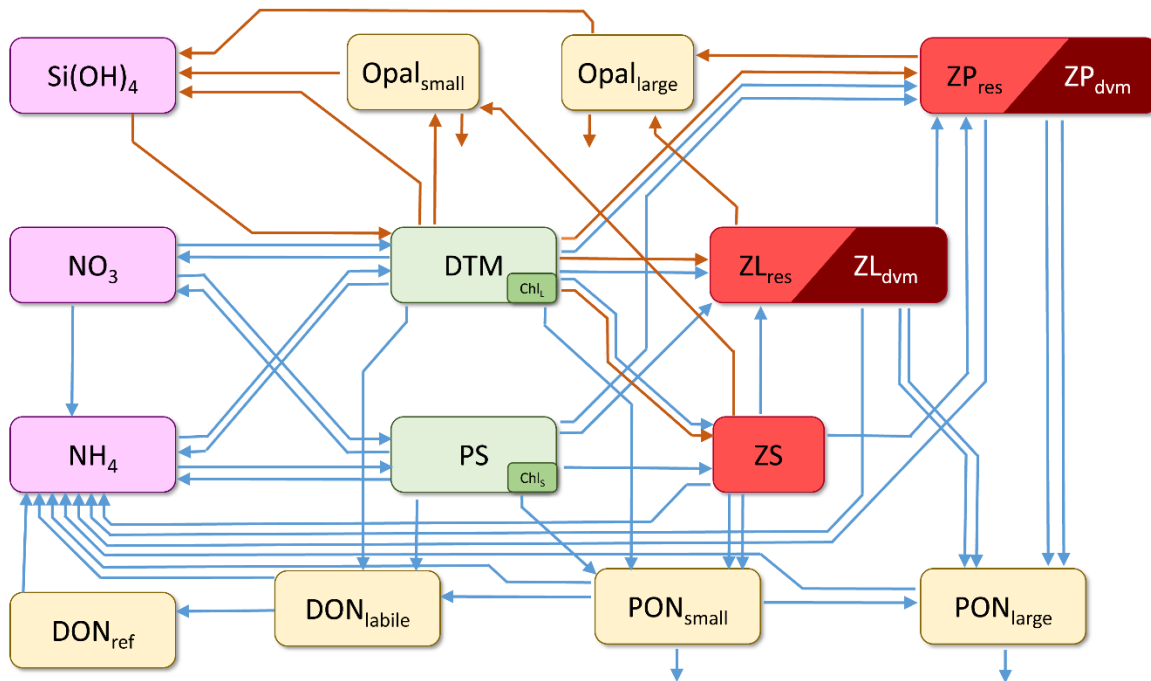 Si(OH)4
Opalsmall
Opallarge
ZPres
ZPdvm
NO3
DTM
ChlL
ZLres
ZLdvm
NH4
PS
ChlS
ZS
DONref
DONlabile
PONsmall
PONlarge